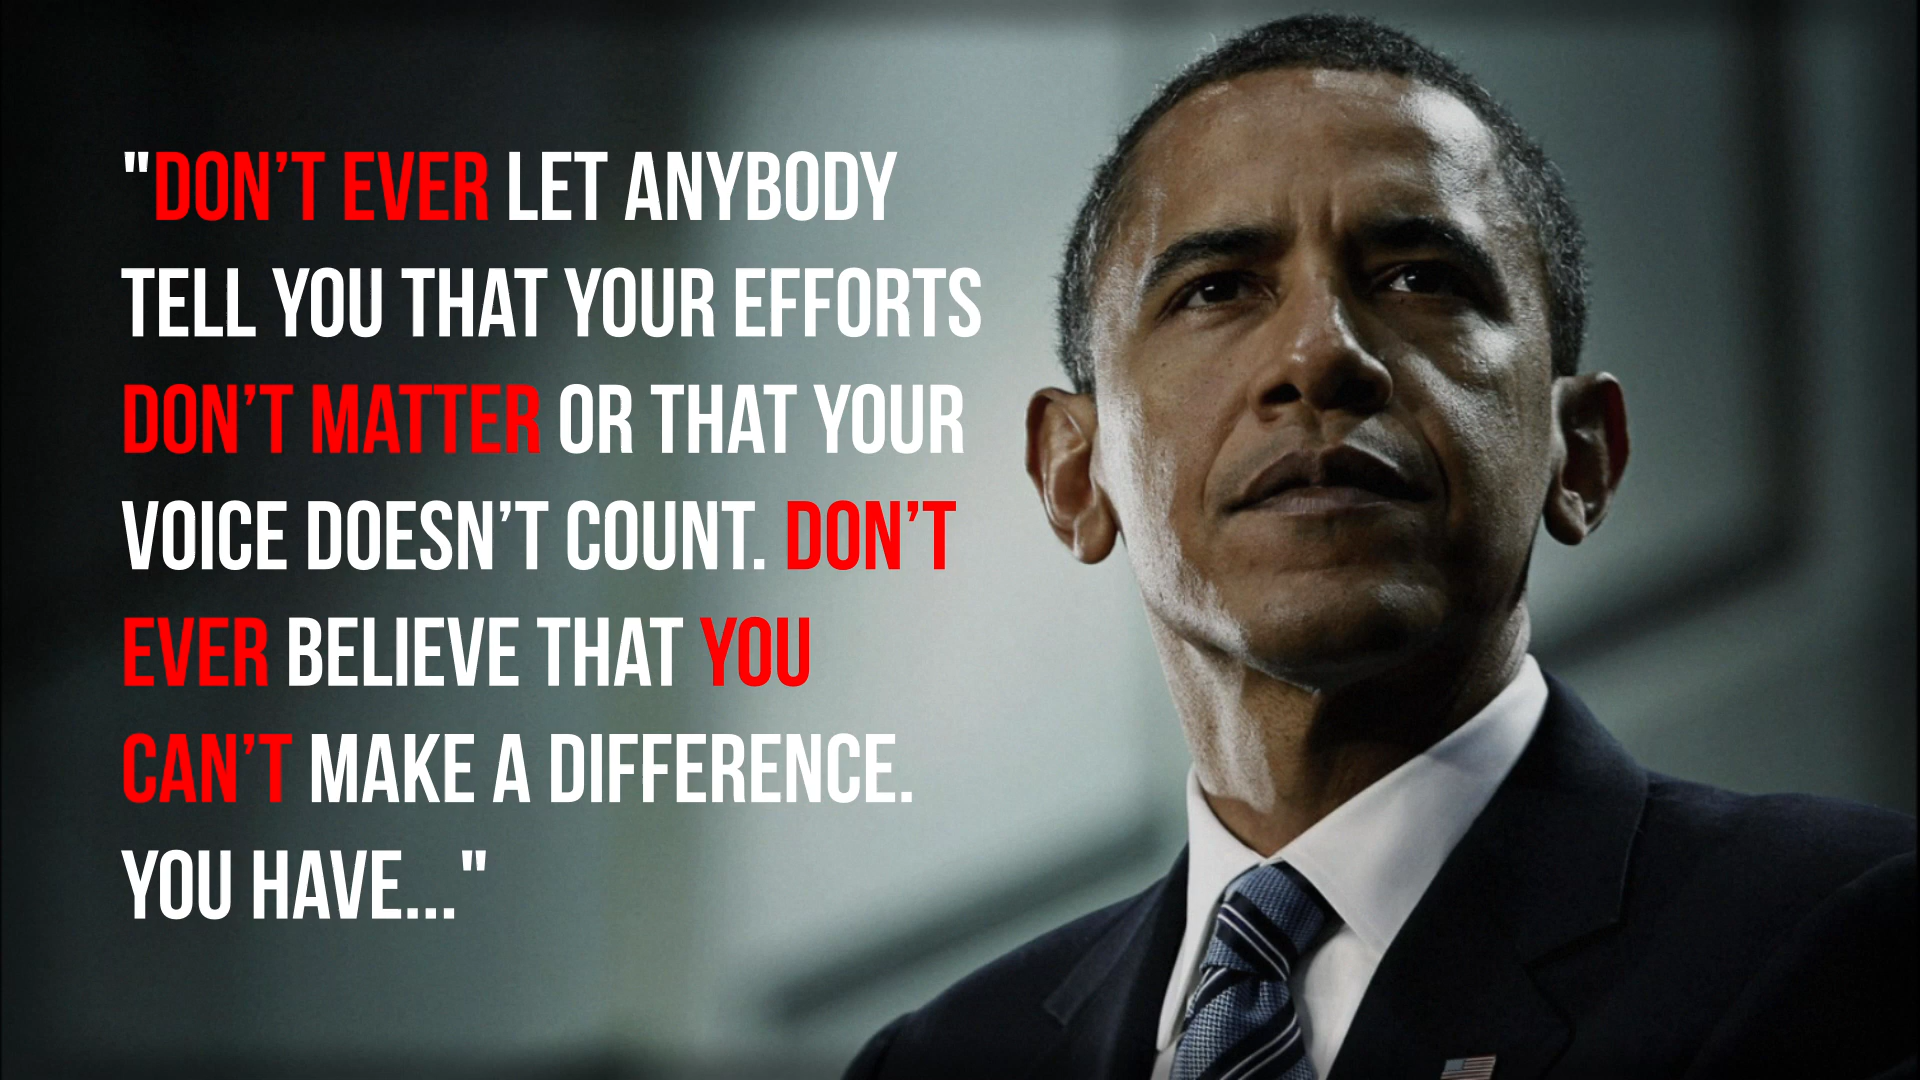 "DON’T EVER LET ANYBODY
TELL YOU THAT YOUR EFFORTS
DON’T MATTER OR THAT YOUR
VOICE DOESN’T COUNT. DON’T
EVER BELIEVE THAT YOU
CAN’T MAKE A DIFFERENCE.
YOU HAVE..."